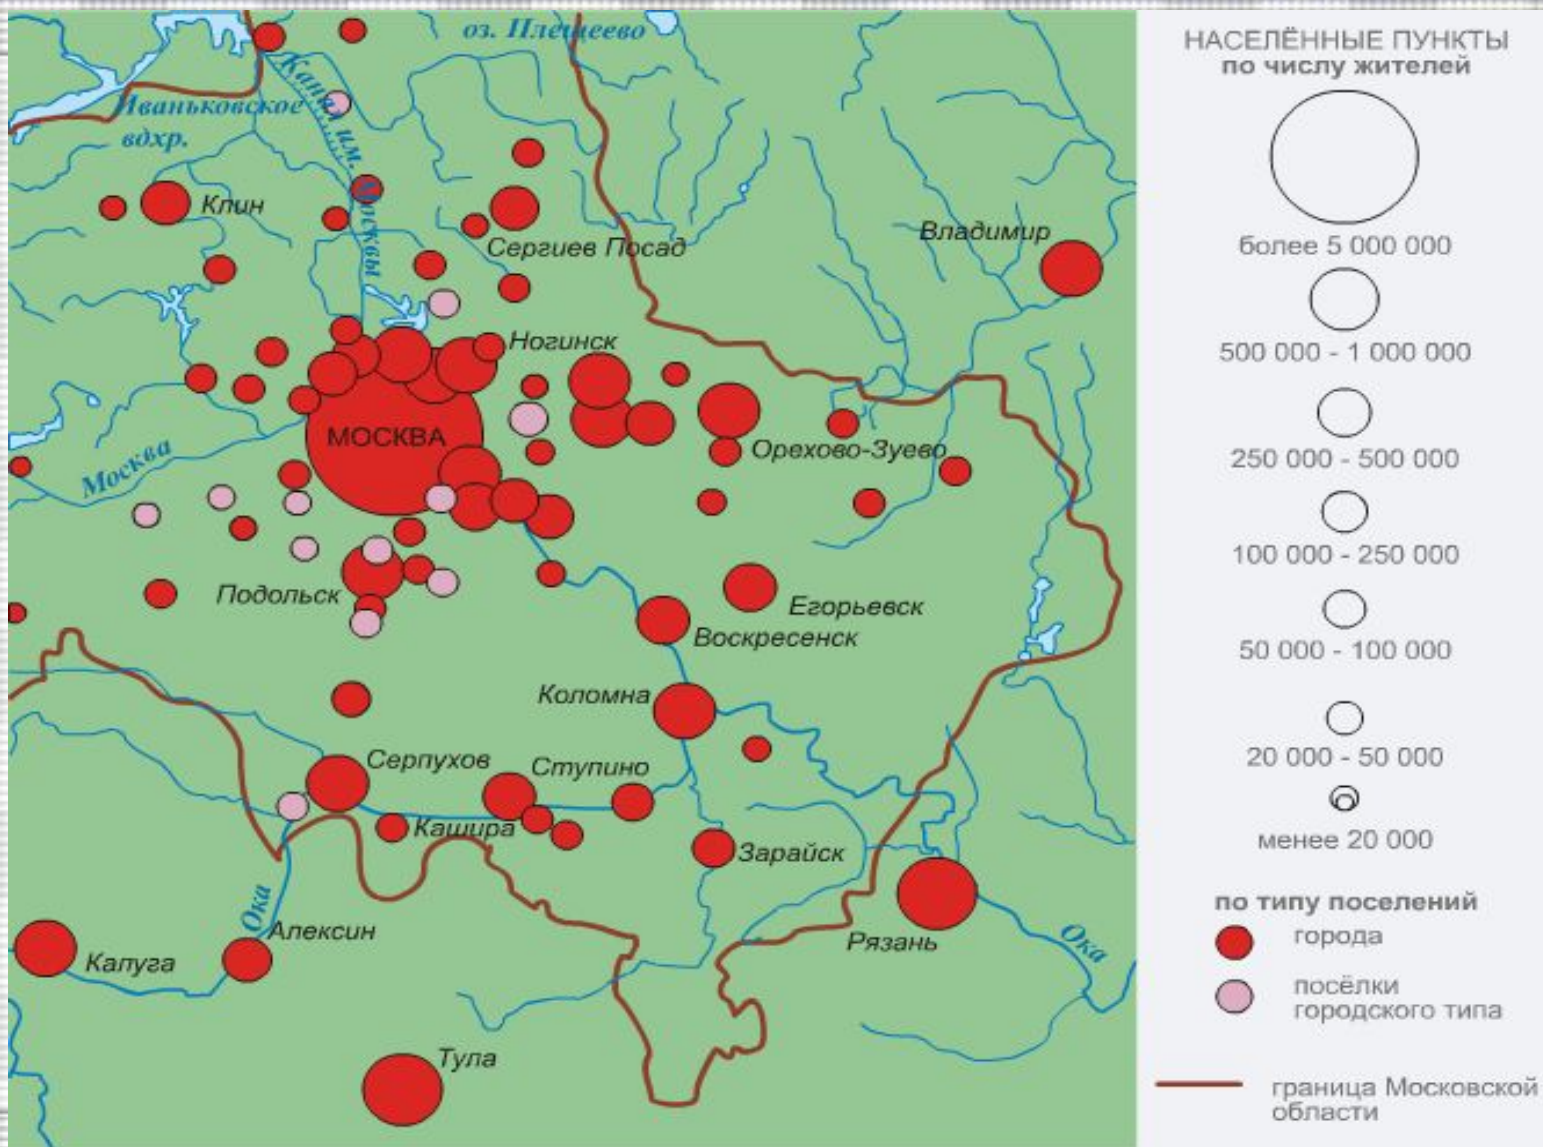 оз. Плещеево
Иваньковское
вдхр.
Канал им. Москвы
Клин
Сергиев Посад
Владимир
Ногинск
МОСКВА
Москва
Орехово-Зуево
Подольск
Егорьевск
Воскресенск
Коломна
Серпухов
Ступино
Кашира
Зарайск
Ока
Алексин
Калуга
Рязань
Ока
Тула
НАСЕЛЁННЫЕ ПУНКТЫ
по числу жителей
более 5 000 000
500 000 - 1 000 000
250 000 - 500 000
100 000 - 250 000
50 000 - 100 000
20 000 - 50 000
менее 20 000
по типу поселений
города
посёлки
городского типа
граница Московской
области